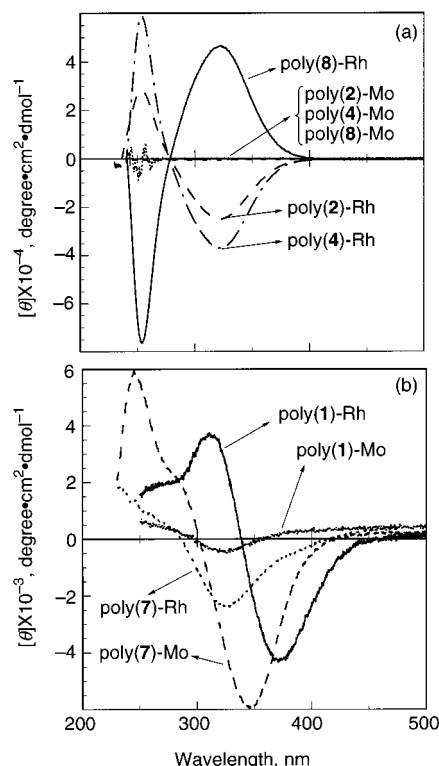 (a)
[θ]X10⁻⁴, degree•cm²•dmol⁻¹
4
2
0
-2
-4
-6
poly(8)-Rh
poly(2)-Mo
poly(4)-Mo
poly(8)-Mo
poly(2)-Rh
poly(4)-Rh
(b)
[θ]X10⁻³, degree•cm²•dmol⁻¹
6
4
2
0
-2
-4
poly(1)-Rh
poly(1)-Mo
poly(7)-Rh
poly(7)-Mo
200 300 400 500
Wavelength, nm